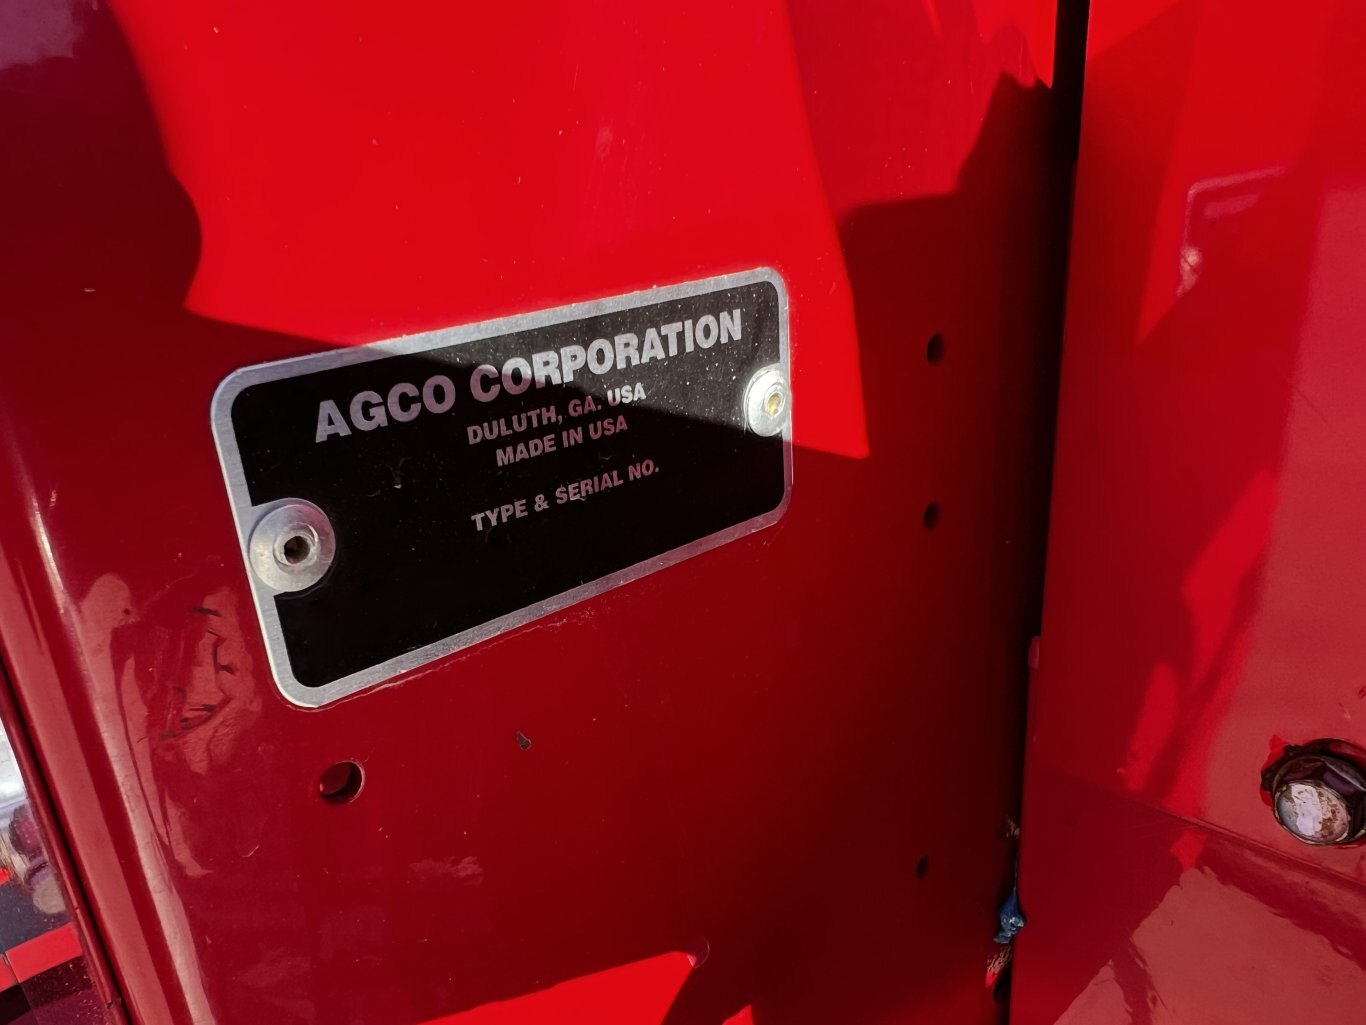 AGCO CORPORATION
DULUTH, GA. USA
MADE IN USA
TYPE & SERIAL NO.